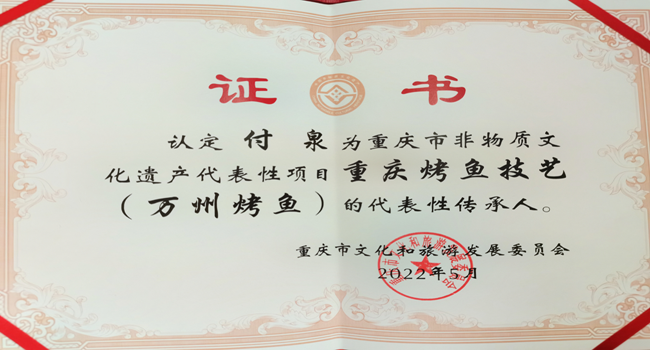 证 书
认定 付 泉 为重庆市非物质文
化遗产代表性项目 重庆烤鱼技艺
（万州烤鱼）的代表性传承人。
重庆市文化和旅游发展委员会
2022年5月